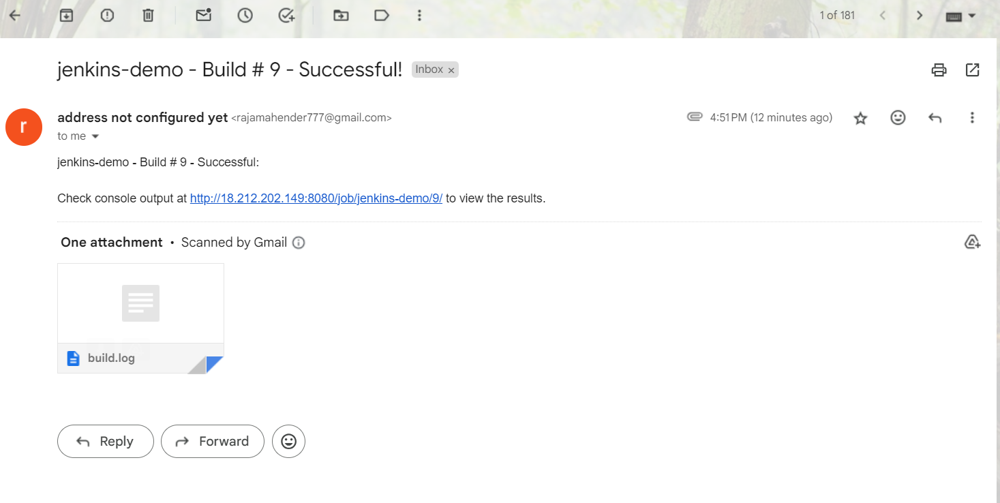 1 of 181
jenkins-demo - Build # 9 - Successful! Inbox ×
r
address not configured yet <rajamahender777@gmail.com> 4:51 PM (12 minutes ago)
to me
jenkins-demo - Build # 9 - Successful:
Check console output at http://18.212.202.149:8080/job/jenkins-demo/9/ to view the results.
One attachment • Scanned by Gmail
build.log
Reply Forward